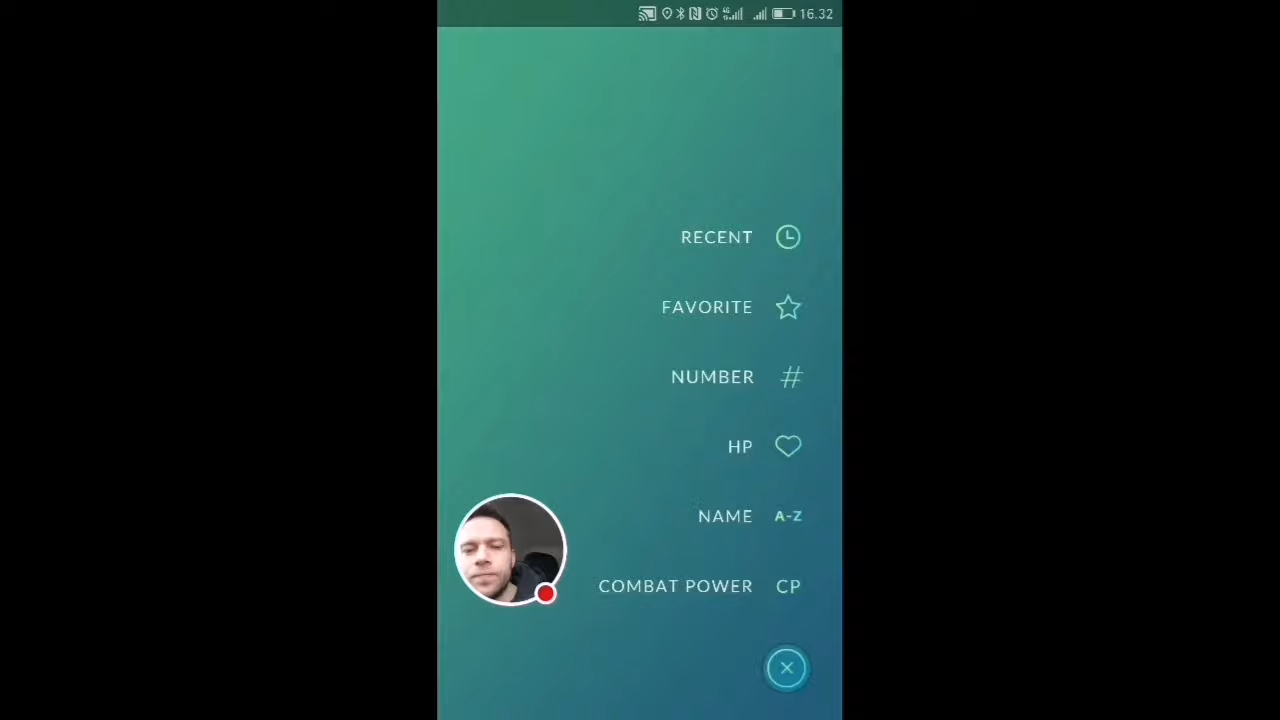 16.32
RECENT
FAVORITE
NUMBER #
HP
NAME A-Z
COMBAT POWER CP